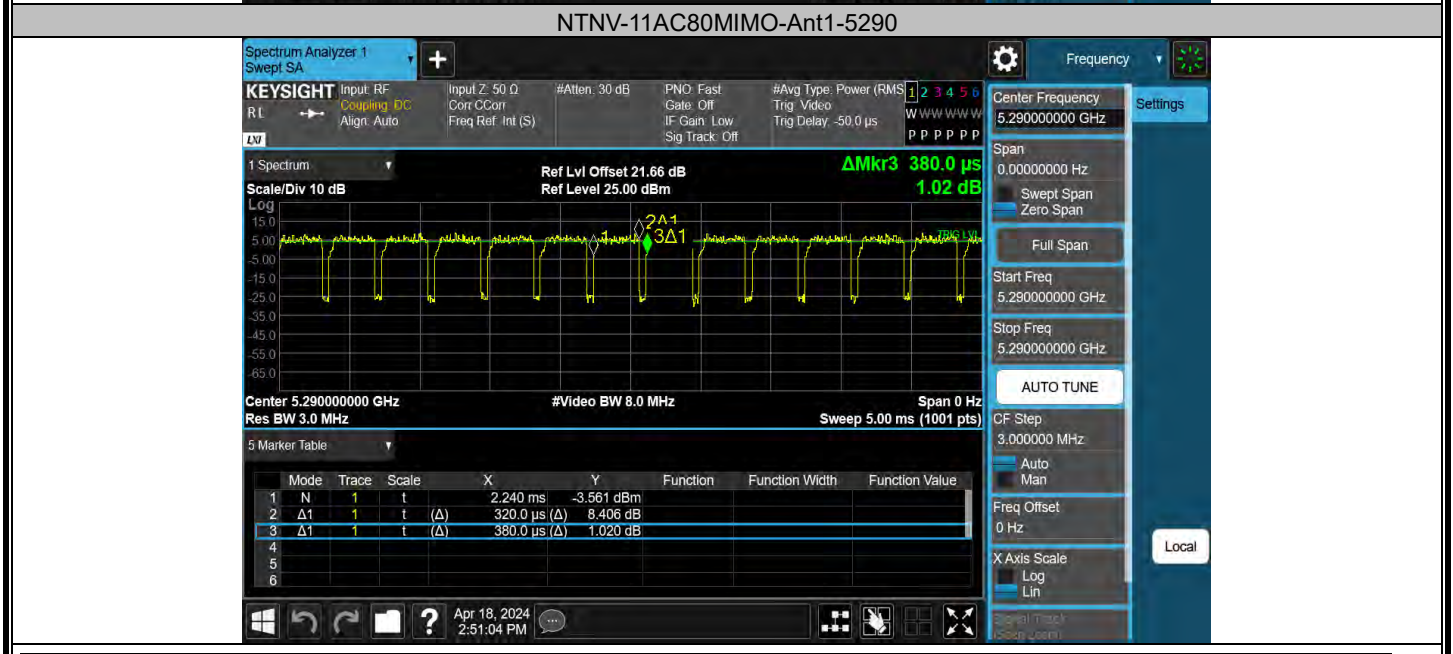 NTNV-11AC80MIMO-Ant1-5290
Spectrum Analyzer 1
Swept SA
+
Frequency
KEYSIGHT
RL
LXI
Input: RF
Coupling: DC
Align: Auto
Input Z: 50 Ω
Corr CCorr
Freq Ref: Int (S)
#Atten: 30 dB
PNO: Fast
Gate: Off
IF Gain: Low
Sig Track: Off
#Avg Type: Power (RMS
Trig: Video
Trig Delay: -50.0 µs
1 2 3 4 5 6
W W W W W W
P P P P P P
Center Frequency
5.290000000 GHz
Settings
1 Spectrum
Scale/Div 10 dB
Ref Lvl Offset 21.66 dB
Ref Level 25.00 dBm
ΔMkr3 380.0 µs
1.02 dB
Span
0.00000000 Hz
Swept Span
Zero Span
Full Span
Log
15.0
5.00
-5.00
-15.0
-25.0
-35.0
-45.0
-55.0
-65.0
1
2Δ1
3Δ1
TRIG LVL
Start Freq
5.290000000 GHz
Stop Freq
5.290000000 GHz
AUTO TUNE
Center 5.290000000 GHz
#Video BW 8.0 MHz
Span 0 Hz
Res BW 3.0 MHz
Sweep 5.00 ms (1001 pts)
CF Step
3.000000 MHz
Auto
Man
5 Marker Table
Mode Trace Scale X Y Function Function Width Function Value
1 N 1 t 2.240 ms -3.561 dBm
2 Δ1 1 t (Δ) 320.0 µs (Δ) 8.406 dB
3 Δ1 1 t (Δ) 380.0 µs (Δ) 1.020 dB
4
5
6
Freq Offset
0 Hz
X Axis Scale
Log
Lin
Local
Signal Track
(Span Zoom)
?
Apr 18, 2024
2:51:04 PM